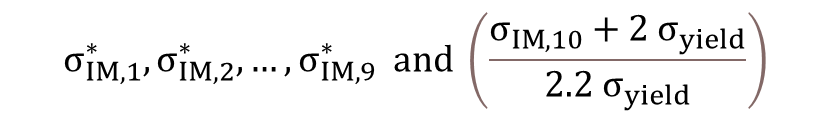 σ*IM,1, σ*IM,2, …, σ*IM,9 and (σIM,10 + 2 σyield / 2.2 σyield)